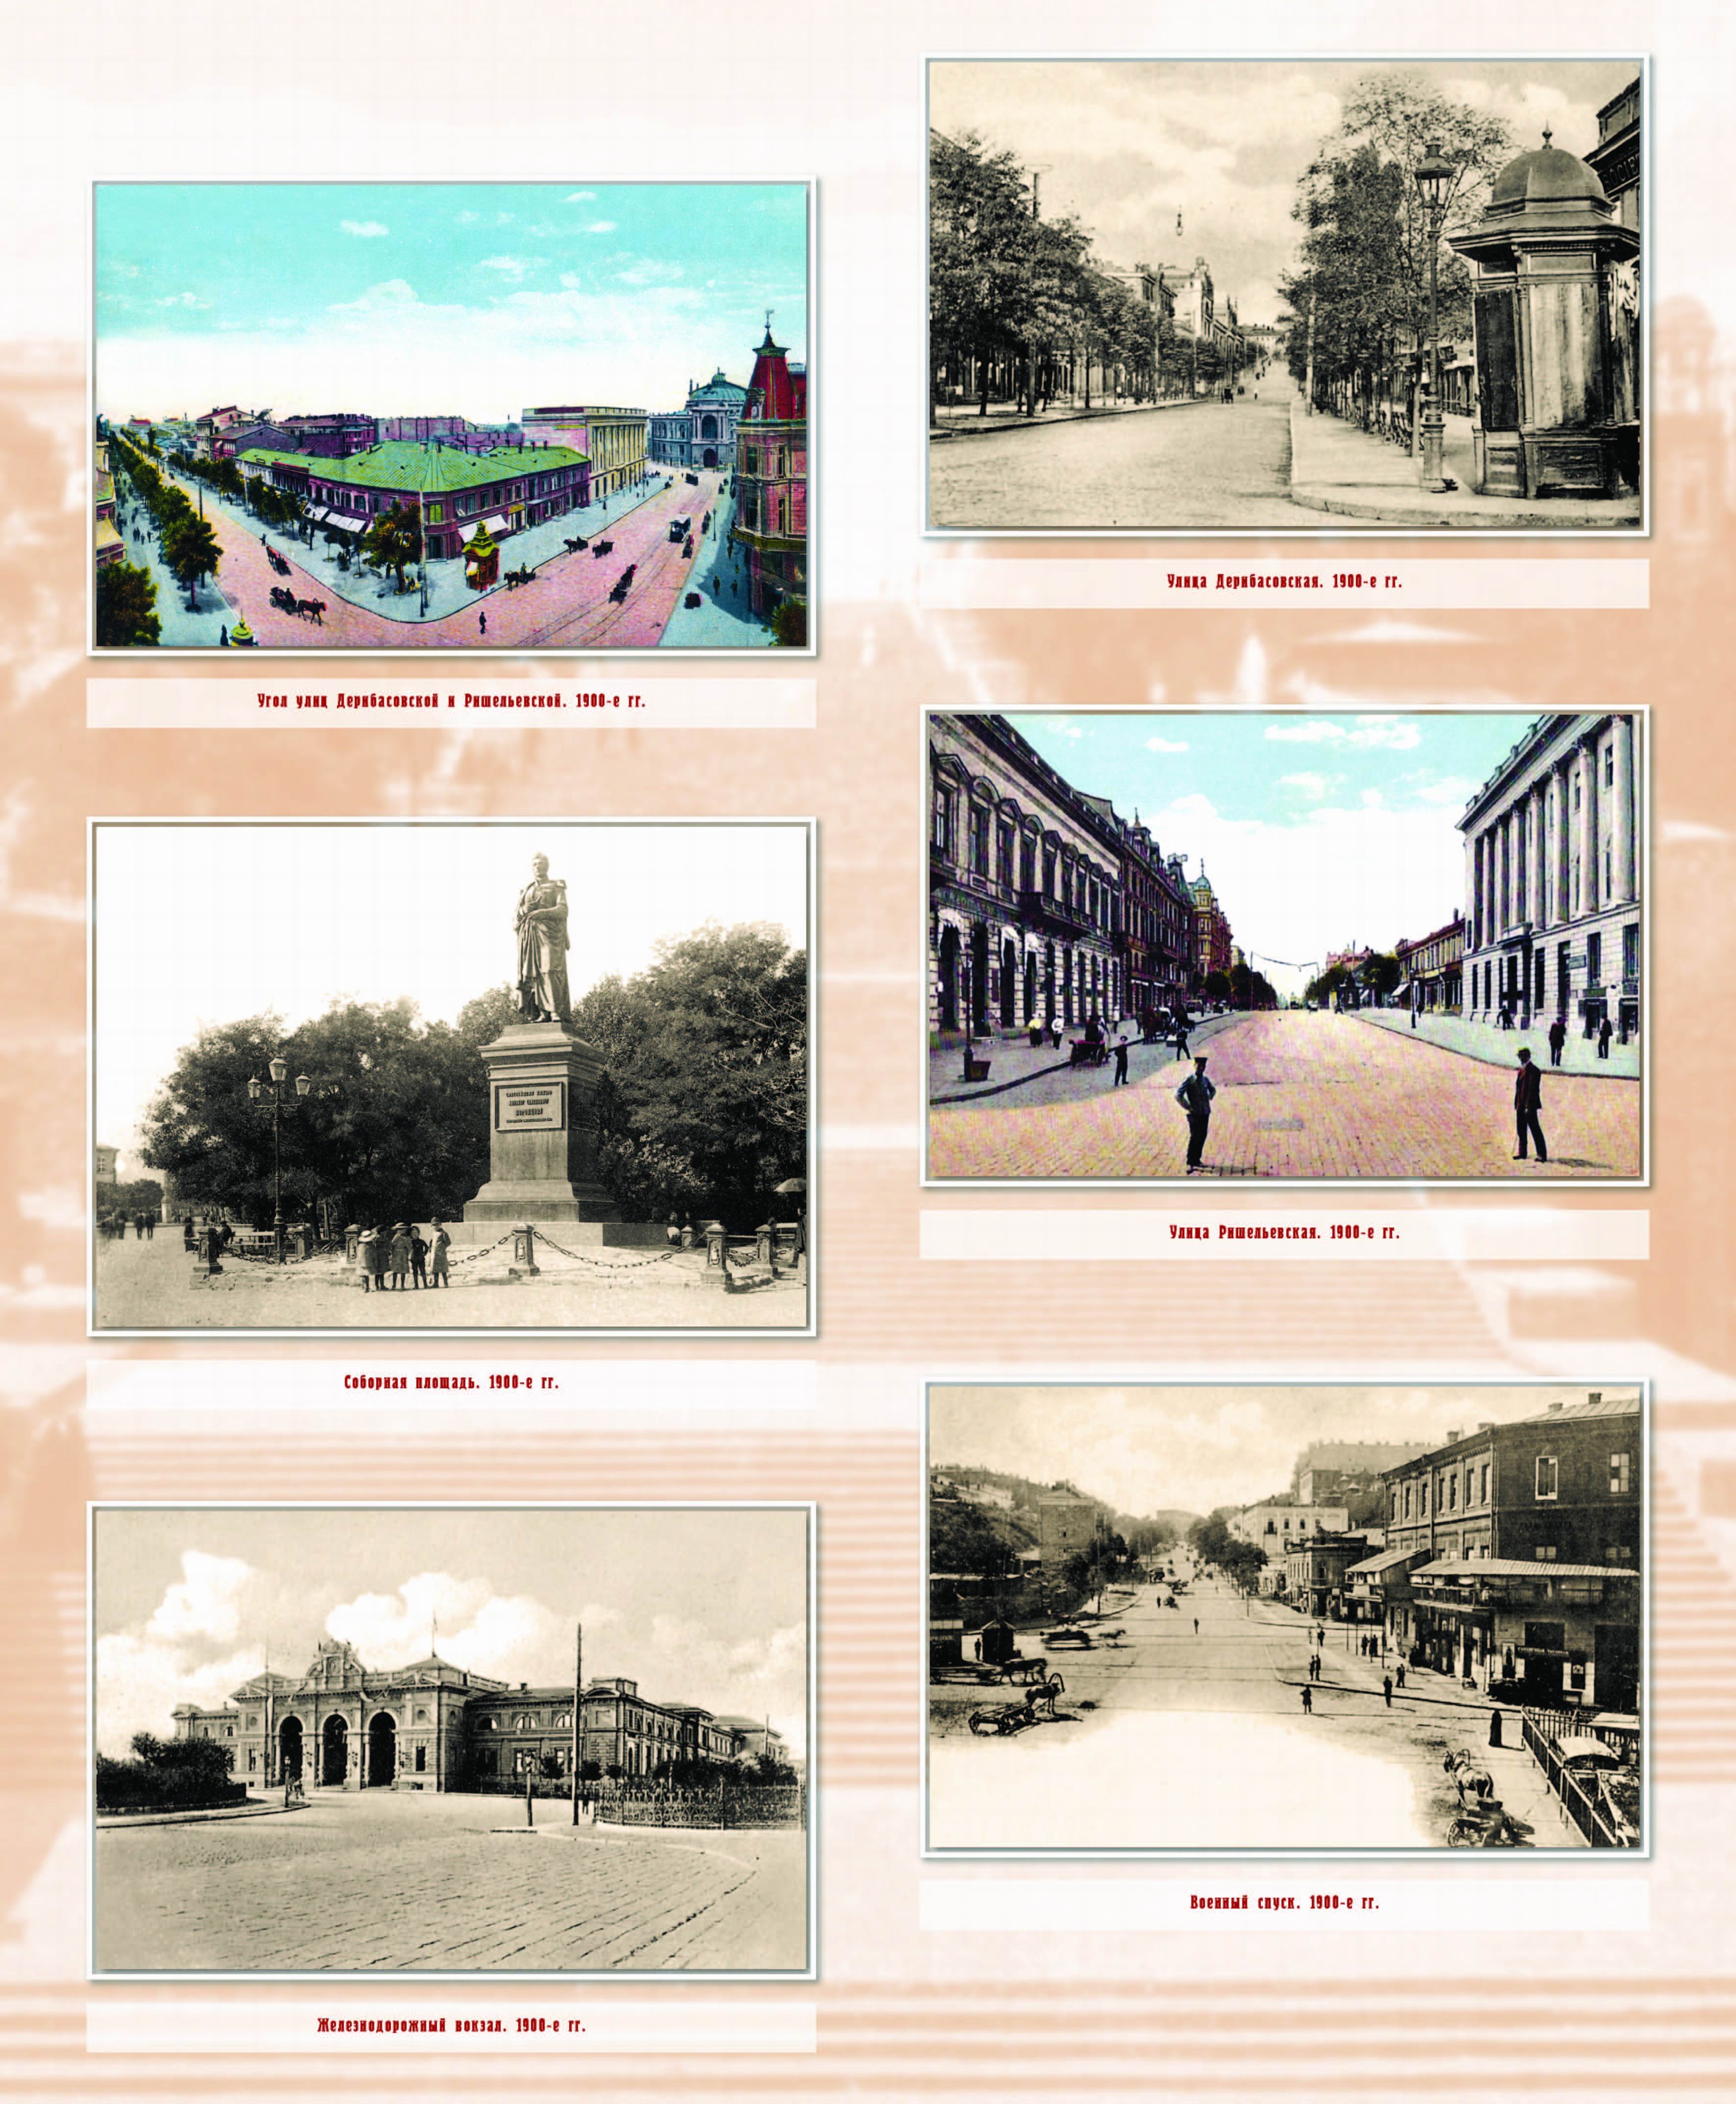 Угол улиц Дерибасовской и Ришельевской. 1900-е гг.
Соборная площадь. 1900-е гг.
Железнодорожный вокзал. 1900-е гг.
Улица Дерибасовская. 1900-е гг.
Улица Ришельевская. 1900-е гг.
Военный спуск. 1900-е гг.